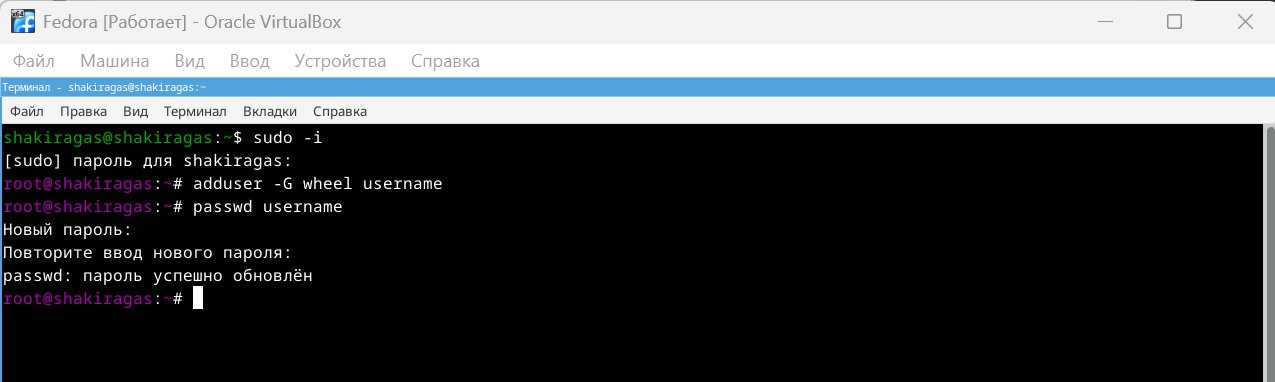 x64
Fedora [Работает] - Oracle VirtualBox
Файл Машина Вид Ввод Устройства Справка
Терминал - shakiragas@shakiragas:~
Файл Правка Вид Терминал Вкладки Справка
shakiragas@shakiragas:~$ sudo -i
[sudo] пароль для shakiragas:
root@shakiragas:~# adduser -G wheel username
root@shakiragas:~# passwd username
Новый пароль:
Повторите ввод нового пароля:
passwd: пароль успешно обновлён
root@shakiragas:~#